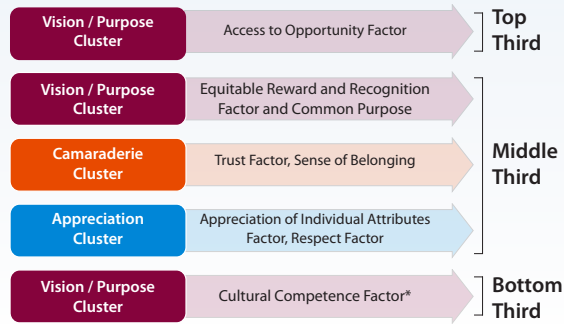 Vision / Purpose
Cluster
Access to Opportunity Factor
Top
Third
Vision / Purpose
Cluster
Equitable Reward and Recognition
Factor and Common Purpose
Camaraderie
Cluster
Trust Factor, Sense of Belonging
Middle
Third
Appreciation
Cluster
Appreciation of Individual Attributes
Factor, Respect Factor
Vision / Purpose
Cluster
Cultural Competence Factor*
Bottom
Third